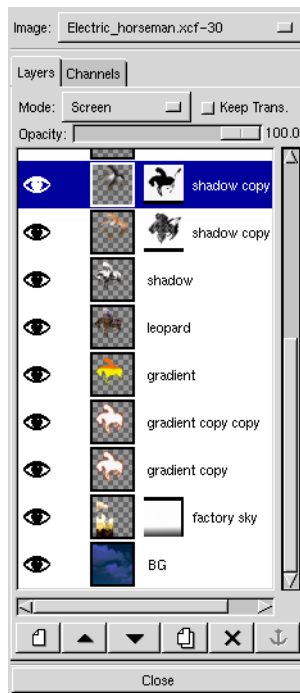 Image: Electric_horseman.xcf-30
Layers Channels
Mode: Screen Keep Trans.
Opacity: 100.0
shadow copy
shadow copy
shadow
leopard
gradient
gradient copy copy
gradient copy
factory sky
BG
Close